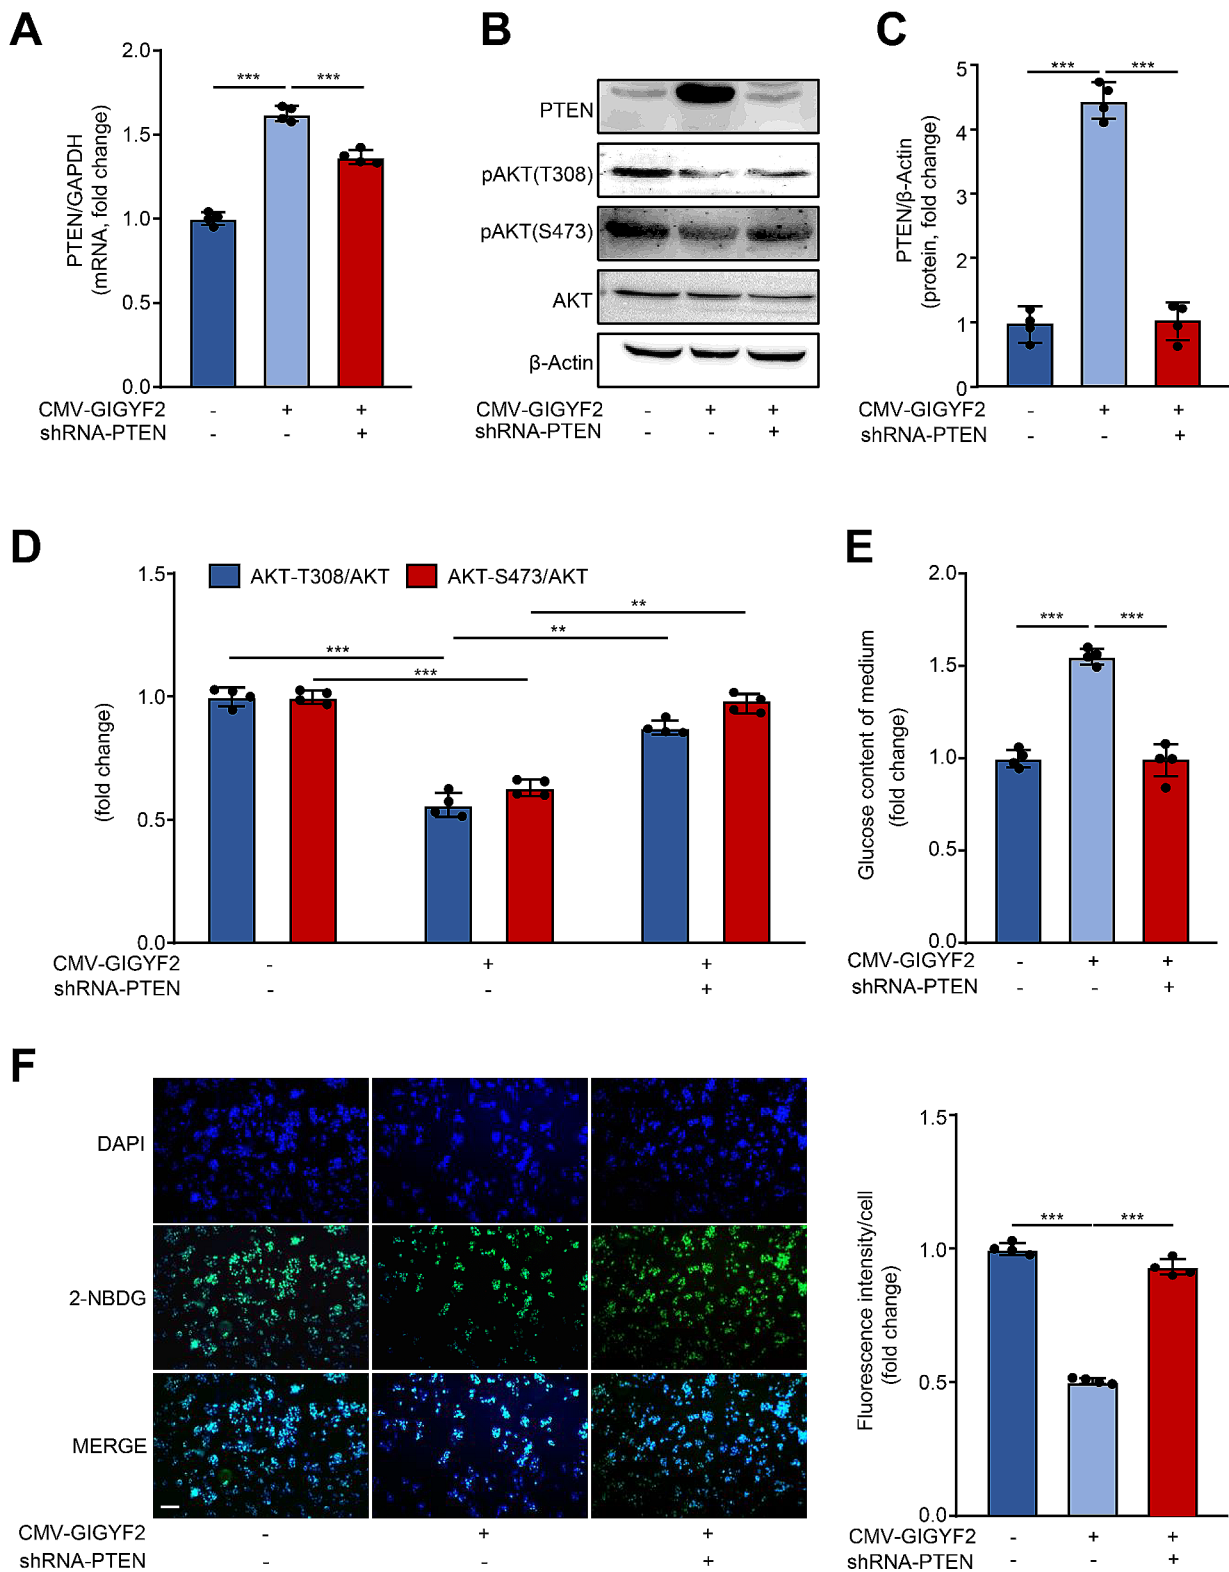 A
PTEN/GAPDH
(mRNA, fold change)
2.0
1.5
1.0
0.5
0.0
*** ***
CMV-GIGYF2 - + +
shRNA-PTEN - - +
B
PTEN
pAKT(T308)
pAKT(S473)
AKT
β-Actin
CMV-GIGYF2 - + +
shRNA-PTEN - - +
C
PTEN/β-Actin
(protein, fold change)
5
4
3
2
1
0
*** ***
CMV-GIGYF2 - + +
shRNA-PTEN - - +
D
AKT-T308/AKT AKT-S473/AKT
(fold change)
1.5
1.0
0.5
0.0
**
**
***
***
CMV-GIGYF2 - + +
shRNA-PTEN - - +
E
Glucose content of medium
(fold change)
2.0
1.5
1.0
0.5
0.0
*** ***
CMV-GIGYF2 - + +
shRNA-PTEN - - +
F
DAPI
2-NBDG
MERGE
CMV-GIGYF2 - + +
shRNA-PTEN - - +
Fluorescence intensity/cell
(fold change)
1.5
1.0
0.5
0.0
*** ***
CMV-GIGYF2 - + +
shRNA-PTEN - - +